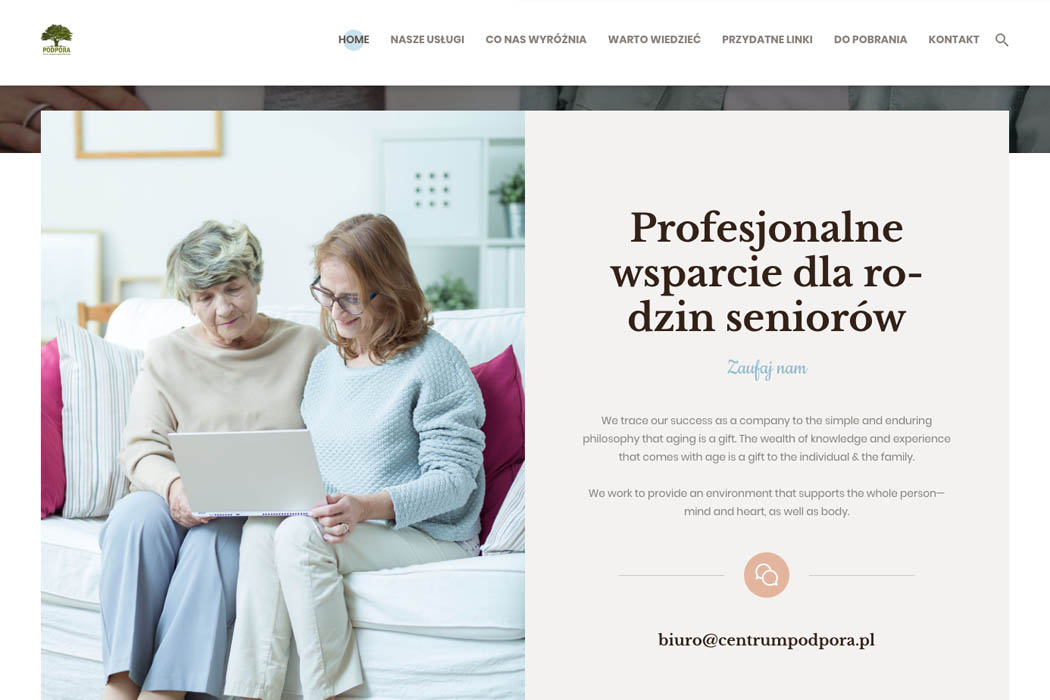 PODPORA
HOME NASZE USŁUGI CO NAS WYRÓŻNIA WARTO WIEDZIEĆ PRZYDATNE LINKI DO POBRANIA KONTAKT
Profesjonalne
wsparcie dla ro-
dzin seniorów
Zaufaj nam
We trace our success as a company to the simple and enduring
philosophy that aging is a gift. The wealth of knowledge and experience
that comes with age is a gift to the individual & the family.
We work to provide an environment that supports the whole person—
mind and heart, as well as body.
biuro@centrumpodpora.pl